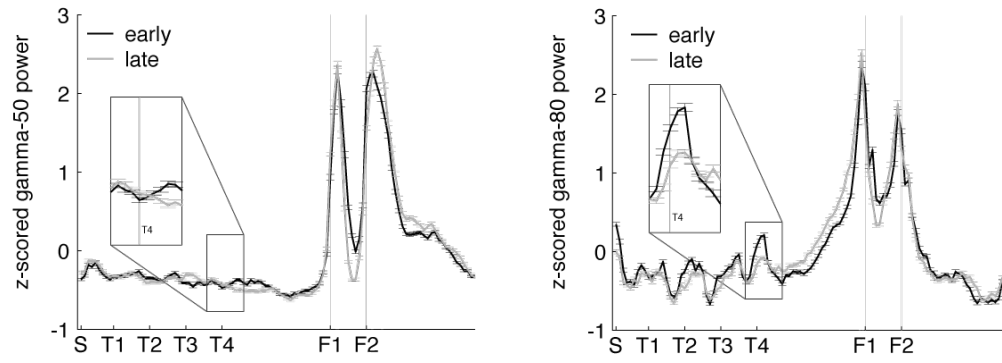 z-scored gamma-50 power
3
2
1
0
-1
early
late
T4
S T1 T2 T3 T4 F1 F2
z-scored gamma-80 power
3
2
1
0
-1
early
late
T4
S T1 T2 T3 T4 F1 F2